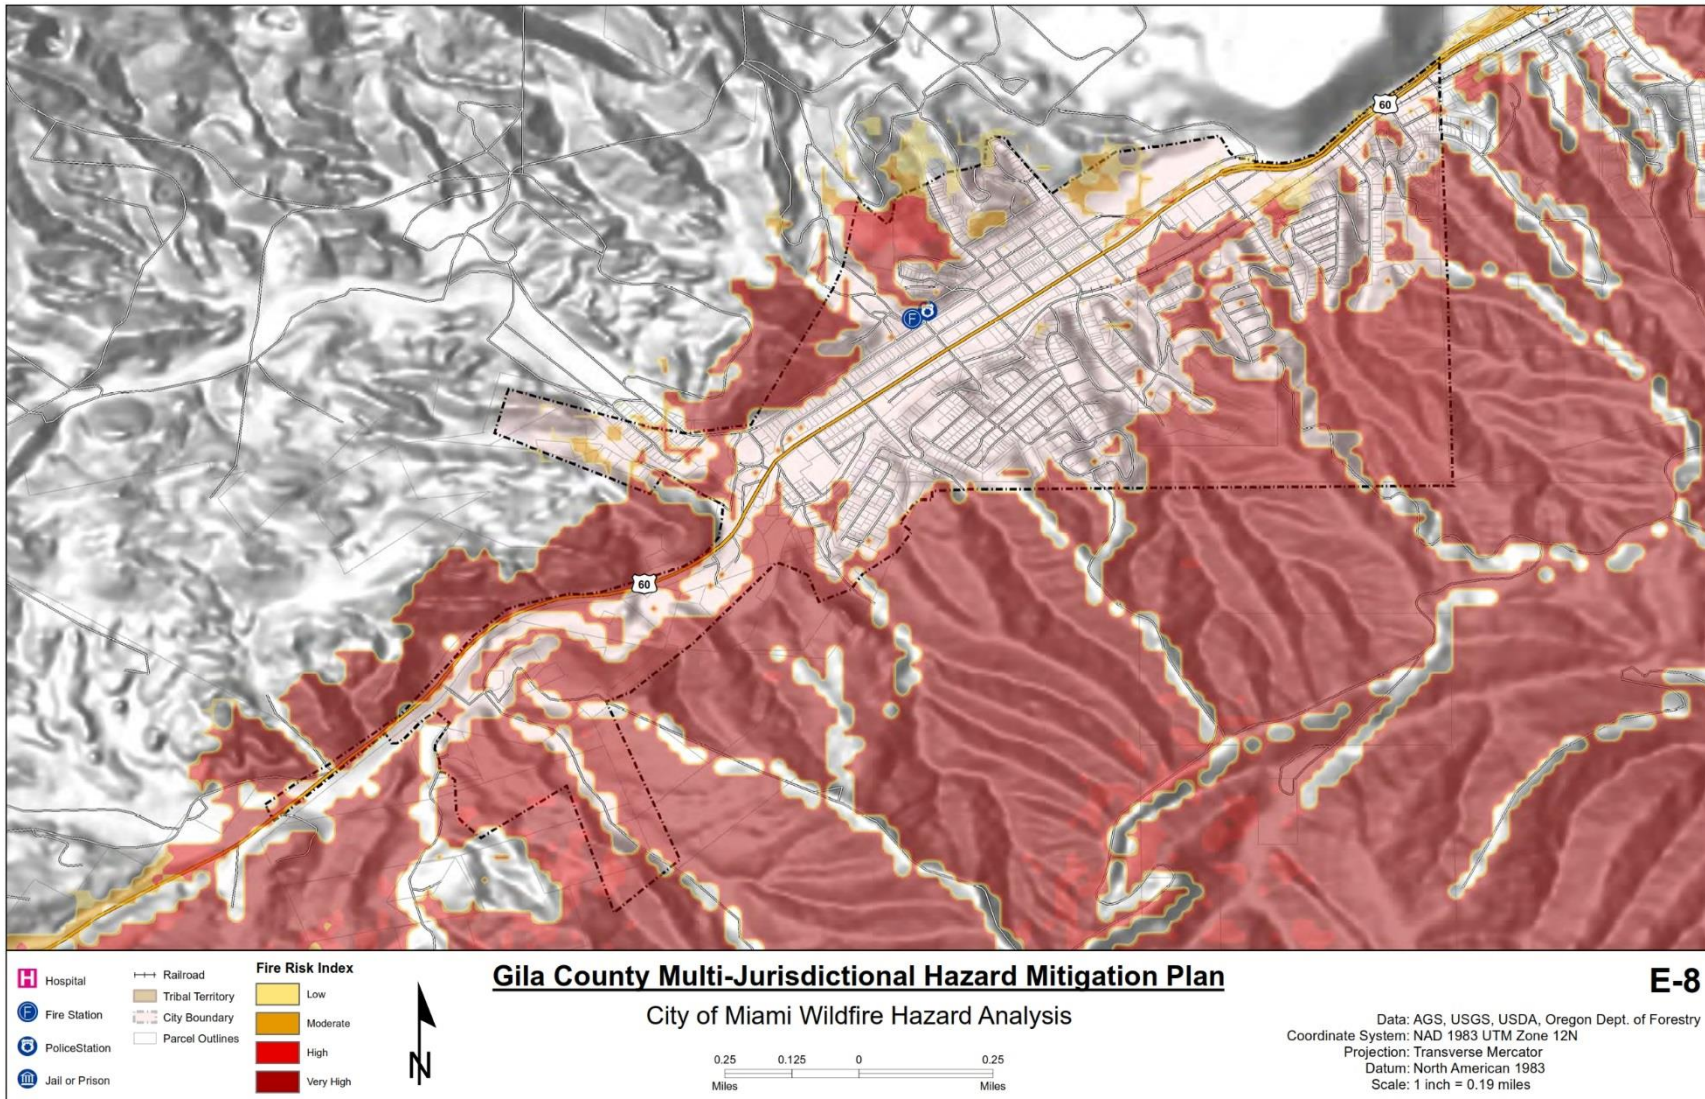 60
60
F
H Hospital
F Fire Station
PoliceStation
Jail or Prison
Railroad
Tribal Territory
City Boundary
Parcel Outlines
Fire Risk Index
Low
Moderate
High
Very High
N
Gila County Multi-Jurisdictional Hazard Mitigation Plan
City of Miami Wildfire Hazard Analysis
0.25 0.125 0 0.25
Miles Miles
E-8
Data: AGS, USGS, USDA, Oregon Dept. of Forestry
Coordinate System: NAD 1983 UTM Zone 12N
Projection: Transverse Mercator
Datum: North American 1983
Scale: 1 inch = 0.19 miles